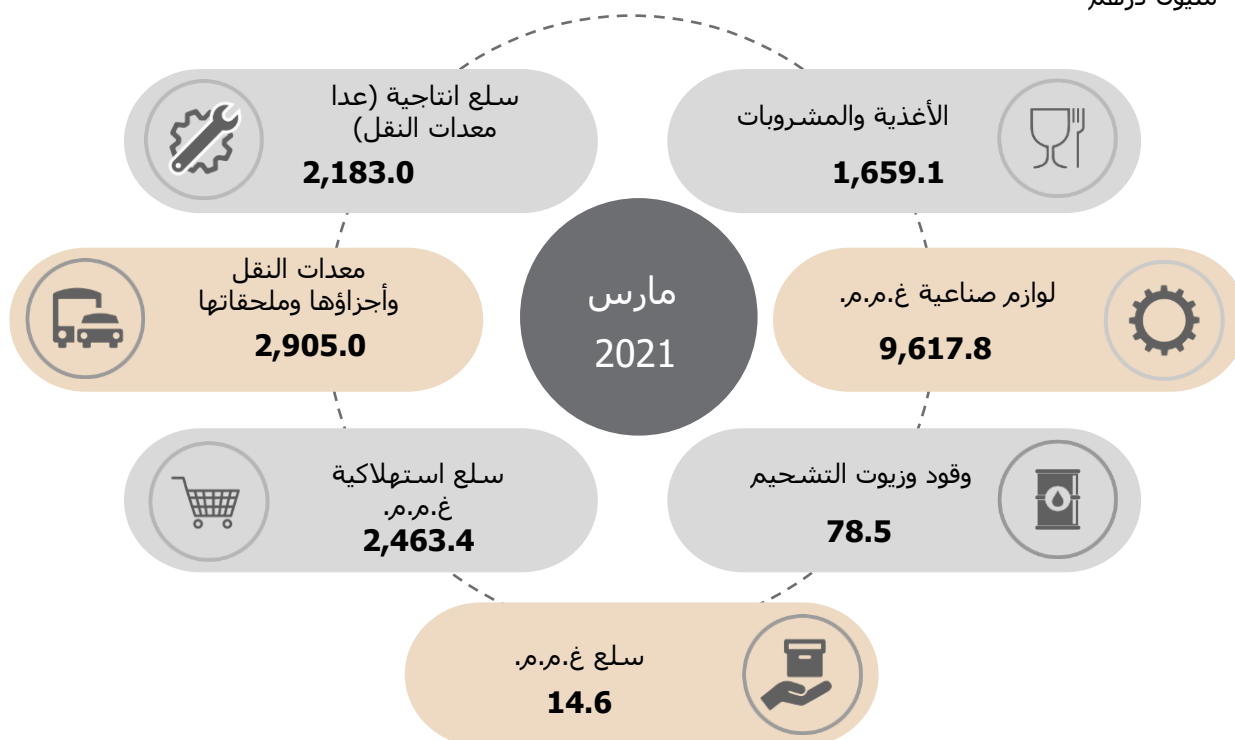 الأغذية والمشروبات
1,659.1
سلع انتاجية (عدا
معدات النقل)
2,183.0
لوازم صناعية غ.م.م.
9,617.8
مارس
2021
معدات النقل
وأجزاؤها وملحقاتها
2,905.0
وقود وزيوت التشحيم
78.5
سلع استهلاكية
غ.م.م.
2,463.4
سلع غ.م.م.
14.6